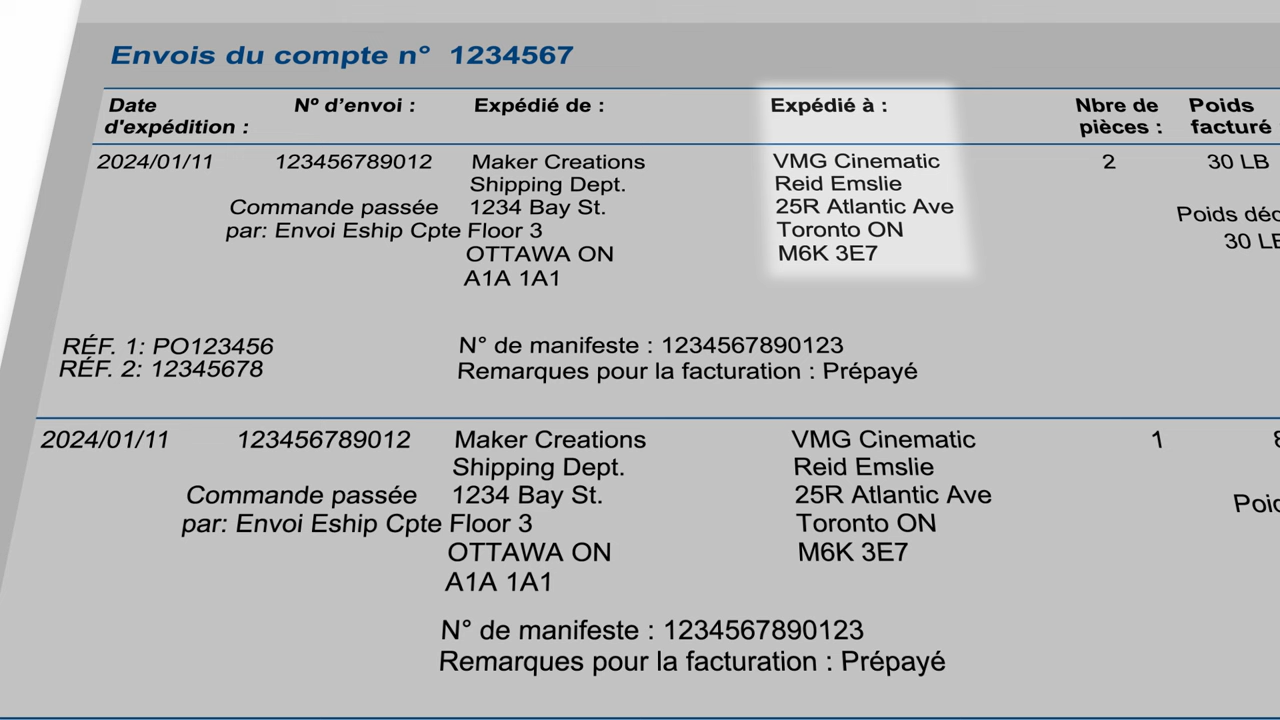 Envois du compte n° 1234567
Date d'expédition : Nº d'envoi : Expédié de : Expédié à : Nbre de pièces : Poids facturé
2024/01/11 123456789012 Maker Creations VMG Cinematic 2 30 LB
Shipping Dept. Reid Emslie
Commande passée 1234 Bay St. 25R Atlantic Ave Poids déc
par: Envoi Eship Cpte Floor 3 Toronto ON 30 LB
OTTAWA ON M6K 3E7
A1A 1A1
RÉF. 1: PO123456 N° de manifeste : 1234567890123
RÉF. 2: 12345678 Remarques pour la facturation : Prépayé
2024/01/11 123456789012 Maker Creations VMG Cinematic 1
Shipping Dept. Reid Emslie
Commande passée 1234 Bay St. 25R Atlantic Ave
par: Envoi Eship Cpte Floor 3 Toronto ON
OTTAWA ON M6K 3E7
A1A 1A1
N° de manifeste : 1234567890123
Remarques pour la facturation : Prépayé